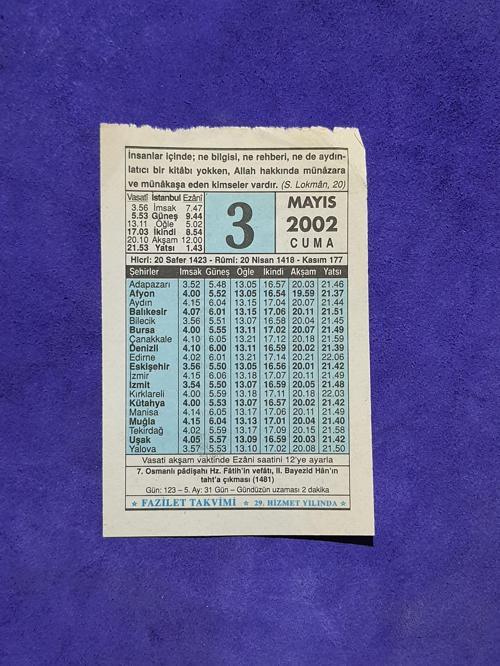 İnsanlar içinde; ne bilgisi, ne rehberi, ne de aydın-
latıcı bir kitâbı yokken, Allah hakkında münâzara
ve münâkaşa eden kimseler vardır. (S. Lokmân, 20)
Vasatî İstanbul Ezânî
3.56 İmsak 7.47
5.53 Güneş 9.44
13.11 Öğle 5.02
17.03 İkindi 8.54
20.10 Akşam 12.00
21.53 Yatsı 1.43
3
MAYIS
2002
CUMA
Hicrî: 20 Safer 1423 - Rûmî: 20 Nisan 1418 - Kasım 177
Şehirler İmsak Güneş Öğle İkindi Akşam Yatsı
Adapazarı 3.52 5.48 13.05 16.57 20.03 21.46
Afyon 4.00 5.52 13.05 16.54 19.59 21.37
Aydın 4.15 6.04 13.15 17.04 20.07 21.44
Balıkesir 4.07 6.01 13.15 17.06 20.11 21.51
Bilecik 3.56 5.51 13.07 16.58 20.04 21.45
Bursa 4.00 5.55 13.11 17.02 20.07 21.49
Çanakkale 4.10 6.05 13.21 17.12 20.18 21.59
Denizli 4.10 6.00 13.11 16.59 20.02 21.39
Edirne 4.02 6.01 13.21 17.14 20.21 22.06
Eskişehir 3.56 5.50 13.05 16.56 20.01 21.42
İzmir 4.15 6.06 13.18 17.07 20.11 21.49
İzmit 3.54 5.50 13.07 16.59 20.05 21.48
Kırklareli 4.00 5.59 13.18 17.11 20.18 22.03
Kütahya 4.00 5.53 13.07 16.57 20.02 21.42
Manisa 4.14 6.05 13.17 17.06 20.11 21.49
Muğla 4.15 6.04 13.13 17.01 20.04 21.40
Tekirdağ 4.02 5.59 13.17 17.09 20.15 21.58
Uşak 4.05 5.57 13.09 16.59 20.03 21.42
Yalova 3.57 5.53 13.10 17.02 20.08 21.50
Vasati akşam vaktinde Ezânî saatini 12'ye ayarla
7. Osmanlı pâdişahı Hz. Fâtih'in vefâtı, II. Bayezid Hân'ın
taht'a çıkması (1481)
Gün: 123 – 5. Ay: 31 Gün – Gündüzün uzaması 2 dakika
★ FAZİLET TAKVİMİ ★ 29. HİZMET YILINDA ★